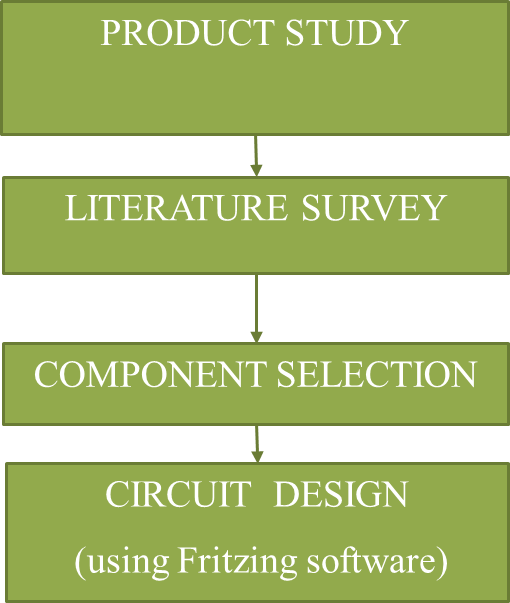 PRODUCT STUDY
LITERATURE SURVEY
COMPONENT SELECTION
CIRCUIT DESIGN
(using Fritzing software)